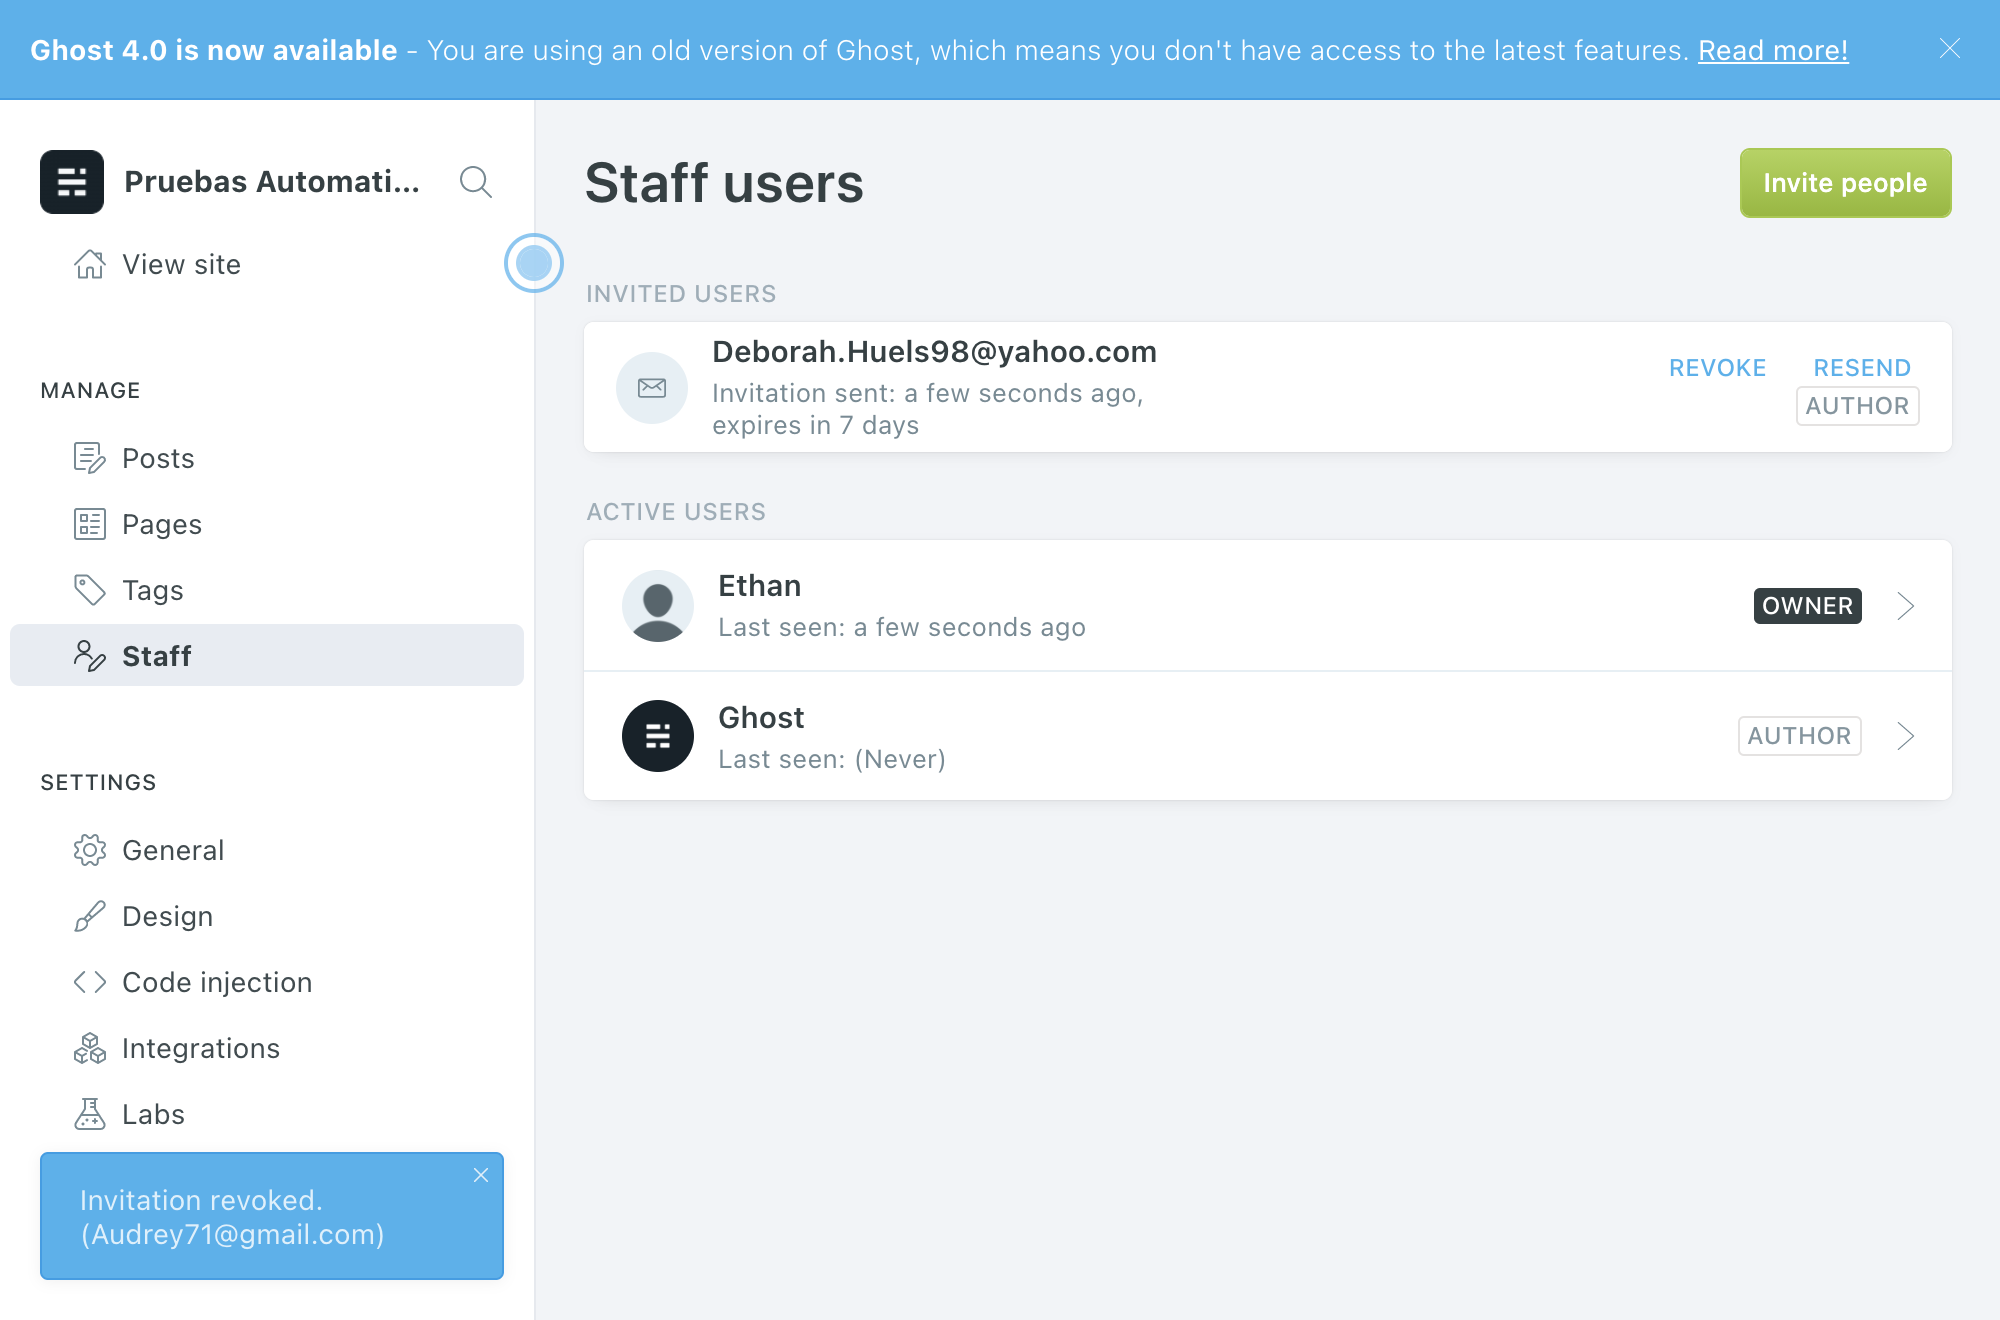 Ghost 4.0 is now available - You are using an old version of Ghost, which means you don't have access to the latest features. Read more!
Pruebas Automati...
View site
MANAGE
Posts
Pages
Tags
Staff
SETTINGS
General
Design
Code injection
Integrations
Labs
Invitation revoked.
(Audrey71@gmail.com)
Staff users
Invite people
INVITED USERS
Deborah.Huels98@yahoo.com
Invitation sent: a few seconds ago,
expires in 7 days
REVOKE RESEND
AUTHOR
ACTIVE USERS
Ethan
Last seen: a few seconds ago
OWNER
Ghost
Last seen: (Never)
AUTHOR